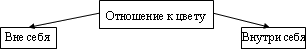 Отношение к цвету
Вне себя
Внутри себя